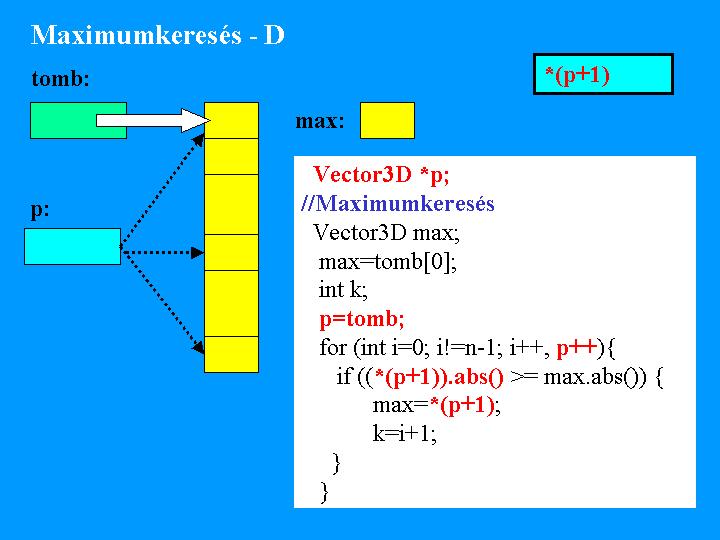 Maximumkeresés - D
tomb:
*(p+1)
max:
p:
Vector3D *p;
//Maximumkeresés
Vector3D max;
max=tomb[0];
int k;
p=tomb;
for (int i=0; i!=n-1; i++, p++){
if ((*(p+1)).abs() >= max.abs()) {
max=*(p+1);
k=i+1;
}
}